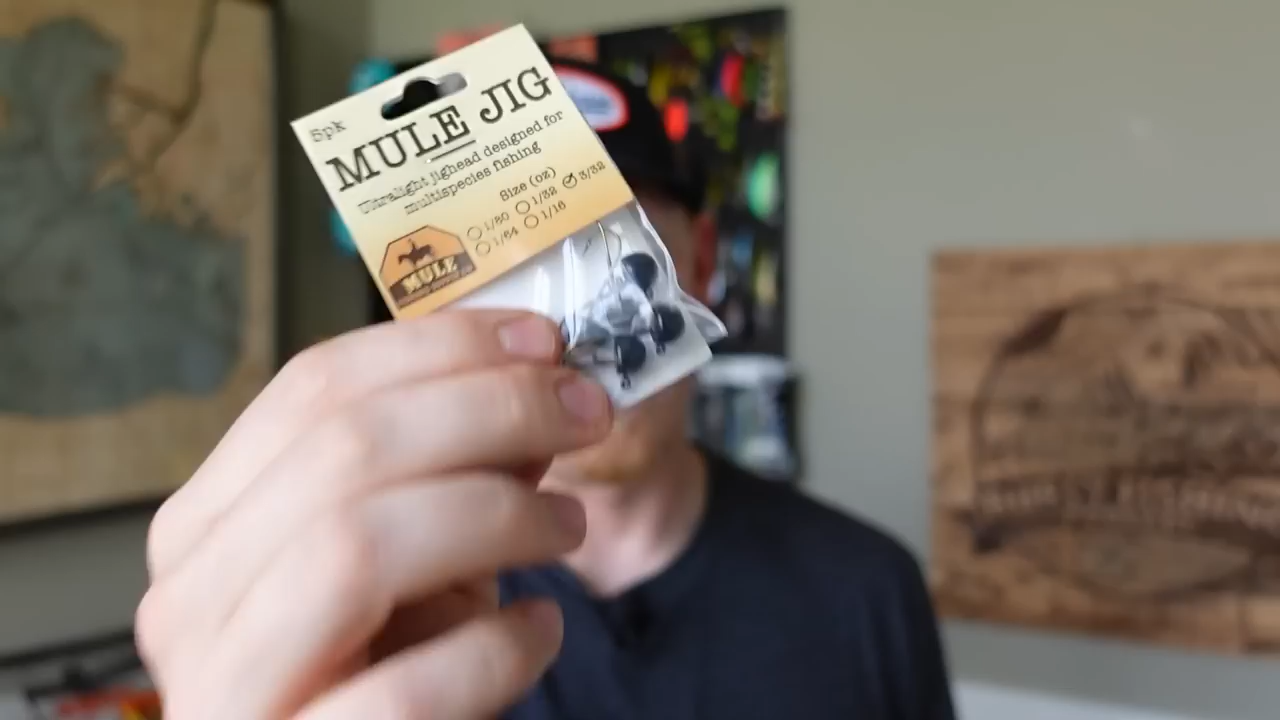 5pk
MULE JIG
Ultralight jighead designed for
multispecies fishing
Size (oz)
1/80 1/32 3/32
1/64 1/16
MULE